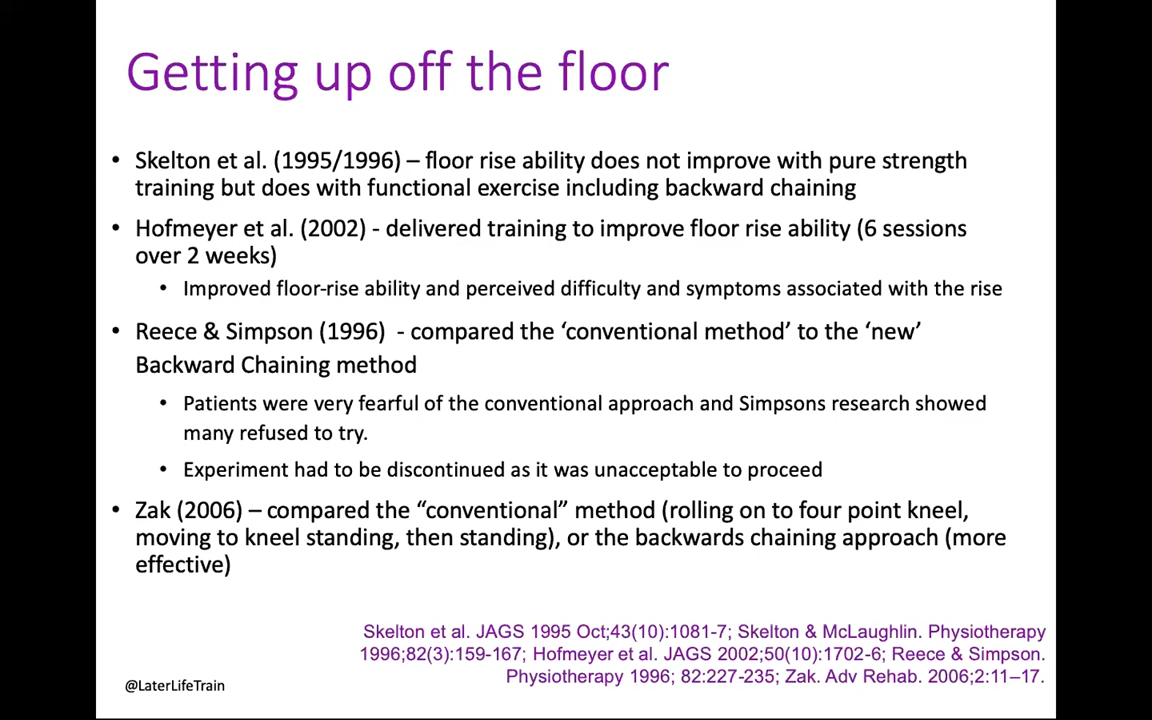 Getting up off the floor
• Skelton et al. (1995/1996) – floor rise ability does not improve with pure strength
training but does with functional exercise including backward chaining
• Hofmeyer et al. (2002) - delivered training to improve floor rise ability (6 sessions
over 2 weeks)
• Improved floor-rise ability and perceived difficulty and symptoms associated with the rise
• Reece & Simpson (1996) - compared the ‘conventional method’ to the ‘new’
Backward Chaining method
• Patients were very fearful of the conventional approach and Simpsons research showed
many refused to try.
• Experiment had to be discontinued as it was unacceptable to proceed
• Zak (2006) – compared the “conventional” method (rolling on to four point kneel,
moving to kneel standing, then standing), or the backwards chaining approach (more
effective)
Skelton et al. JAGS 1995 Oct;43(10):1081-7; Skelton & McLaughlin. Physiotherapy
1996;82(3):159-167; Hofmeyer et al. JAGS 2002;50(10):1702-6; Reece & Simpson.
Physiotherapy 1996; 82:227-235; Zak. Adv Rehab. 2006;2:11–17.
@LaterLifeTrain